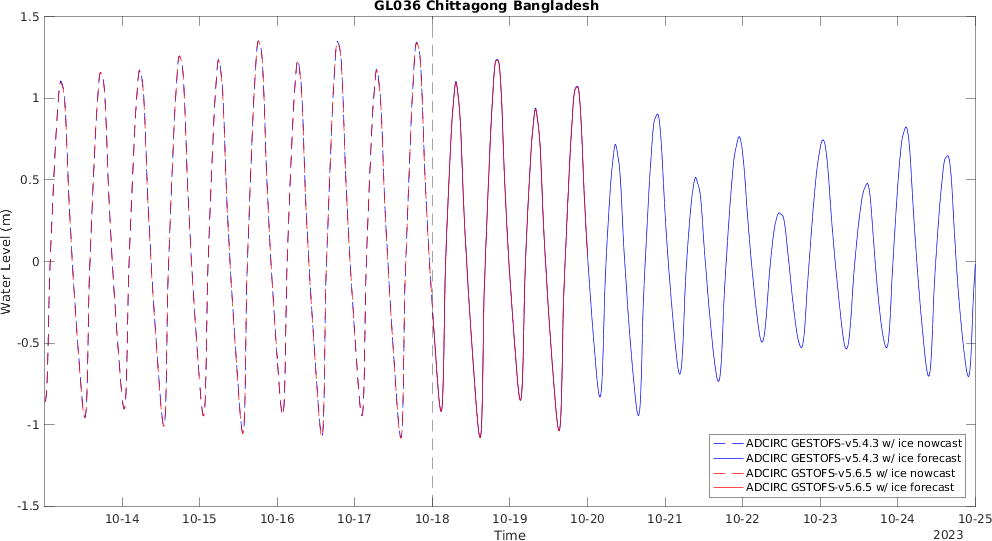 GL036 Chittagong Bangladesh
1.5
1
0.5
0
-0.5
-1
-1.5
Water Level (m)
10-14 10-15 10-16 10-17 10-18 10-19 10-20 10-21 10-22 10-23 10-24 10-25
Time
2023
ADCIRC GESTOFS-v5.4.3 w/ ice nowcast
ADCIRC GESTOFS-v5.4.3 w/ ice forecast
ADCIRC GSTOFS-v5.6.5 w/ ice nowcast
ADCIRC GSTOFS-v5.6.5 w/ ice forecast